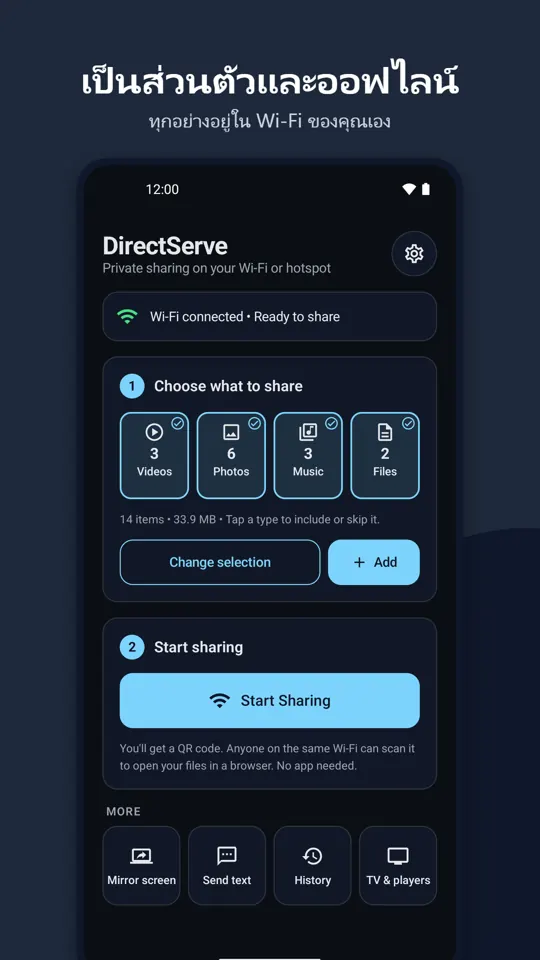 เป็นส่วนตัวและออฟไลน์
ทุกอย่างอยู่ใน Wi-Fi ของคุณเอง
12:00
DirectServe
Private sharing on your Wi-Fi or hotspot
Wi-Fi connected • Ready to share
1 Choose what to share
3 6 3 2
Videos Photos Music Files
14 items • 33.9 MB • Tap a type to include or skip it.
Change selection + Add
2 Start sharing
Start Sharing
You'll get a QR code. Anyone on the same Wi-Fi can scan it
to open your files in a browser. No app needed.
MORE
Mirror screen Send text History TV & players